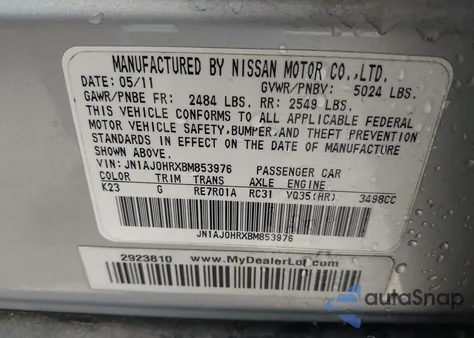 MANUFACTURED BY NISSAN MOTOR CO.,LTD.
DATE: 05/11 GVWR/PNBV: 5024 LBS.
GAWR/PNBE FR: 2484 LBS. RR: 2549 LBS.
THIS VEHICLE CONFORMS TO ALL APPLICABLE FEDERAL
MOTOR VEHICLE SAFETY,BUMPER,AND THEFT PREVENTION
STANDARDS IN EFFECT ON THE DATE OF MANUFACTURE
SHOWN ABOVE.
VIN: JN1AJ0HRXBM853976 PASSENGER CAR
COLOR TRIM TRANS AXLE ENGINE
K23 G RE7R01A RC31 VQ35(HR) 3498CC
JN1AJ0HRXBM853976
2923810 www.MyDealerLot.com
autoSnap